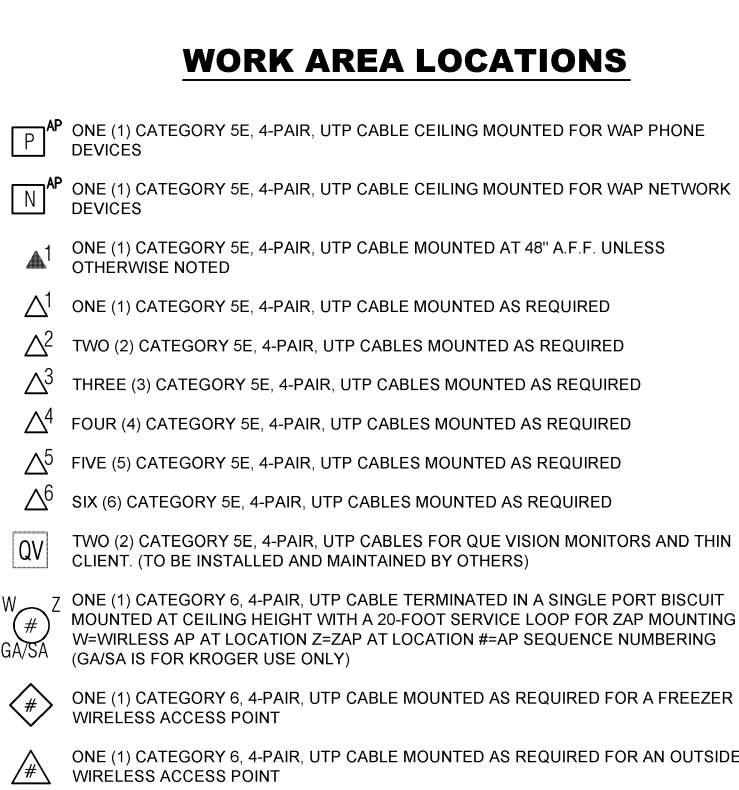 WORK AREA LOCATIONS
P AP ONE (1) CATEGORY 5E, 4-PAIR, UTP CABLE CEILING MOUNTED FOR WAP PHONE
DEVICES
N AP ONE (1) CATEGORY 5E, 4-PAIR, UTP CABLE CEILING MOUNTED FOR WAP NETWORK
DEVICES
1 ONE (1) CATEGORY 5E, 4-PAIR, UTP CABLE MOUNTED AT 48" A.F.F. UNLESS
OTHERWISE NOTED
1 ONE (1) CATEGORY 5E, 4-PAIR, UTP CABLE MOUNTED AS REQUIRED
2 TWO (2) CATEGORY 5E, 4-PAIR, UTP CABLES MOUNTED AS REQUIRED
3 THREE (3) CATEGORY 5E, 4-PAIR, UTP CABLES MOUNTED AS REQUIRED
4 FOUR (4) CATEGORY 5E, 4-PAIR, UTP CABLES MOUNTED AS REQUIRED
5 FIVE (5) CATEGORY 5E, 4-PAIR, UTP CABLES MOUNTED AS REQUIRED
6 SIX (6) CATEGORY 5E, 4-PAIR, UTP CABLES MOUNTED AS REQUIRED
QV TWO (2) CATEGORY 5E, 4-PAIR, UTP CABLES FOR QUE VISION MONITORS AND THIN
CLIENT. (TO BE INSTALLED AND MAINTAINED BY OTHERS)
W Z ONE (1) CATEGORY 6, 4-PAIR, UTP CABLE TERMINATED IN A SINGLE PORT BISCUIT
# MOUNTED AT CEILING HEIGHT WITH A 20-FOOT SERVICE LOOP FOR ZAP MOUNTING
W=WIRLESS AP AT LOCATION Z=ZAP AT LOCATION #=AP SEQUENCE NUMBERING
GA/SA (GA/SA IS FOR KROGER USE ONLY)
# ONE (1) CATEGORY 6, 4-PAIR, UTP CABLE MOUNTED AS REQUIRED FOR A FREEZER
WIRELESS ACCESS POINT
# ONE (1) CATEGORY 6, 4-PAIR, UTP CABLE MOUNTED AS REQUIRED FOR AN OUTSIDE
WIRELESS ACCESS POINT